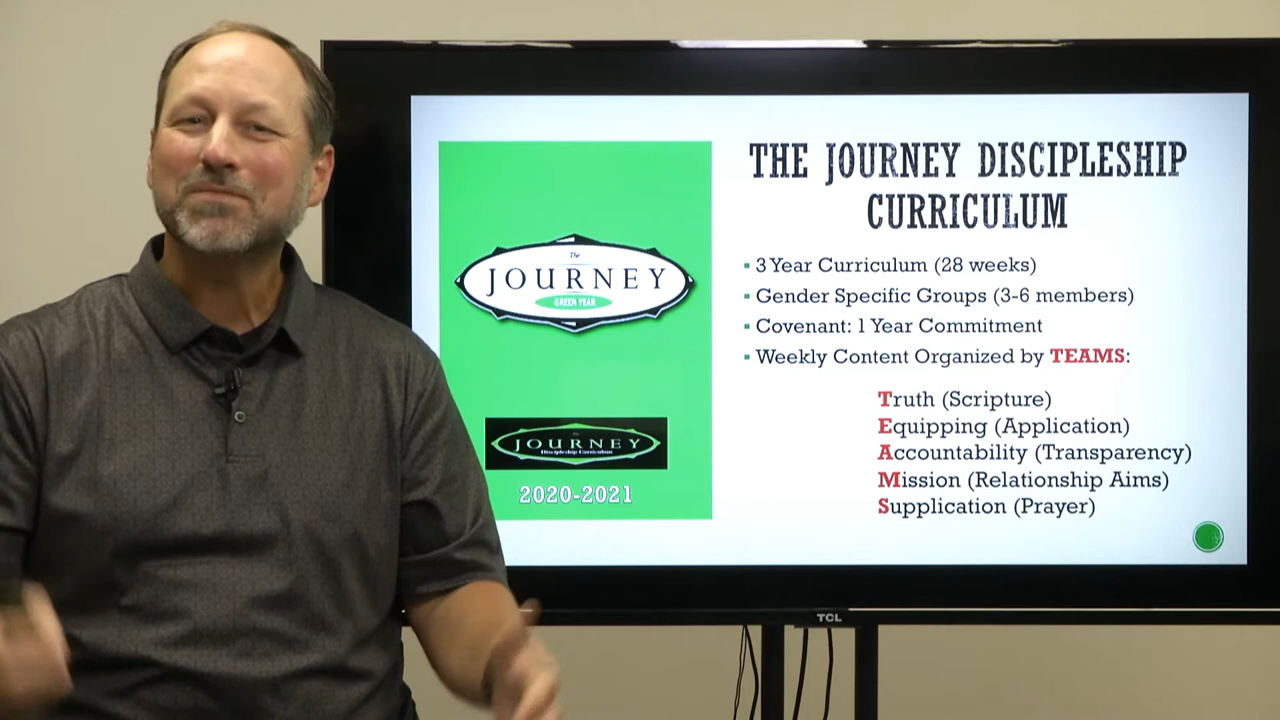 The
JOURNEY
GREEN YEAR
JOURNEY
Discipleship Curriculum
2020-2021
THE JOURNEY DISCIPLESHIP
CURRICULUM
▪ 3 Year Curriculum (28 weeks)
▪ Gender Specific Groups (3-6 members)
▪ Covenant: 1 Year Commitment
▪ Weekly Content Organized by TEAMS:
Truth (Scripture)
Equipping (Application)
Accountability (Transparency)
Mission (Relationship Aims)
Supplication (Prayer)
TCL